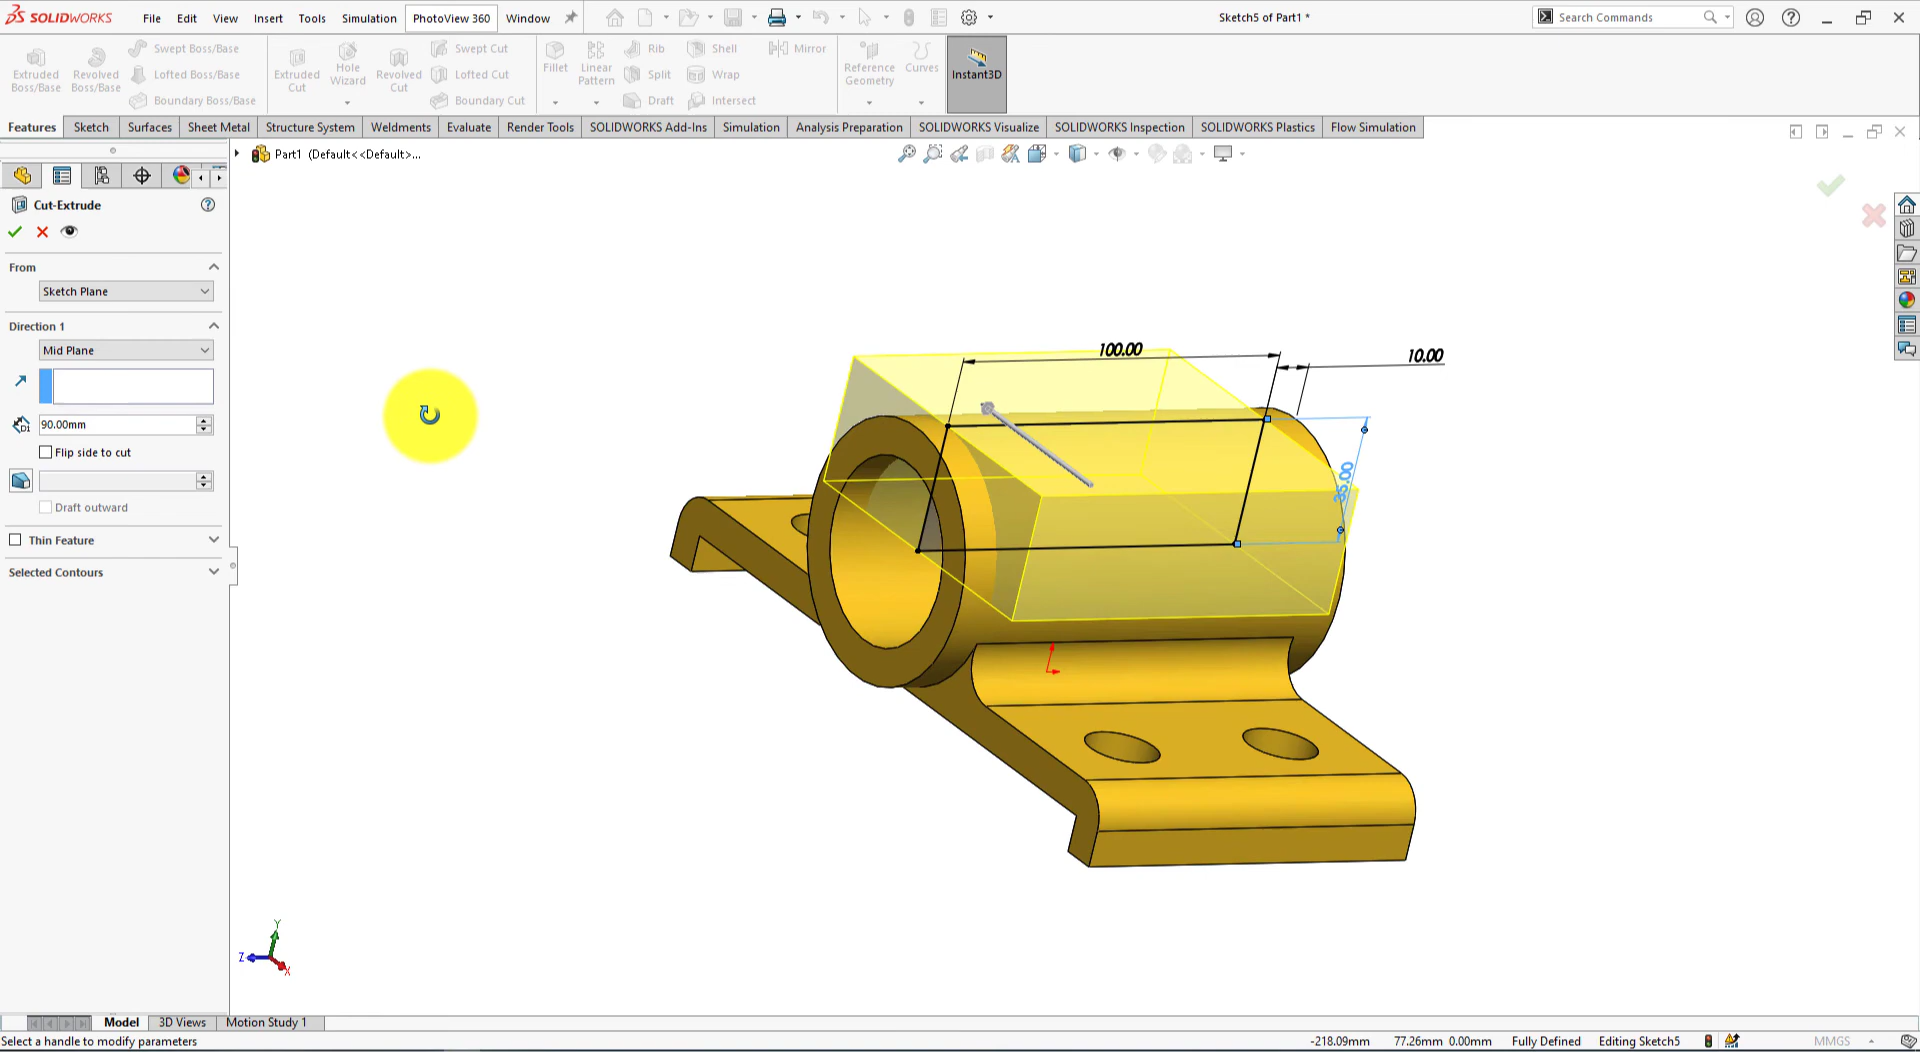 SOLIDWORKS File Edit View Insert Tools Simulation PhotoView 360 Window Sketch5 of Part1 * Search Commands
Extruded Boss/Base
Revolved Boss/Base
Swept Boss/Base
Lofted Boss/Base
Boundary Boss/Base
Extruded Cut
Hole Wizard
Revolved Cut
Swept Cut
Lofted Cut
Boundary Cut
Fillet
Linear Pattern
Rib
Split
Draft
Shell
Wrap
Intersect
Mirror
Reference Geometry
Curves
Instant3D
Features Sketch Surfaces Sheet Metal Structure System Weldments Evaluate Render Tools SOLIDWORKS Add-Ins Simulation Analysis Preparation SOLIDWORKS Visualize SOLIDWORKS Inspection SOLIDWORKS Plastics Flow Simulation
Part1 (Default<<Default>...
Cut-Extrude
From
Sketch Plane
Direction 1
Mid Plane
D1
90.00mm
Flip side to cut
Draft outward
Thin Feature
Selected Contours
100.00
10.00
35.00
Y
Z
X
Model 3D Views Motion Study 1
Select a handle to modify parameters -218.09mm 77.26mm 0.00mm Fully Defined Editing Sketch5 MMGS